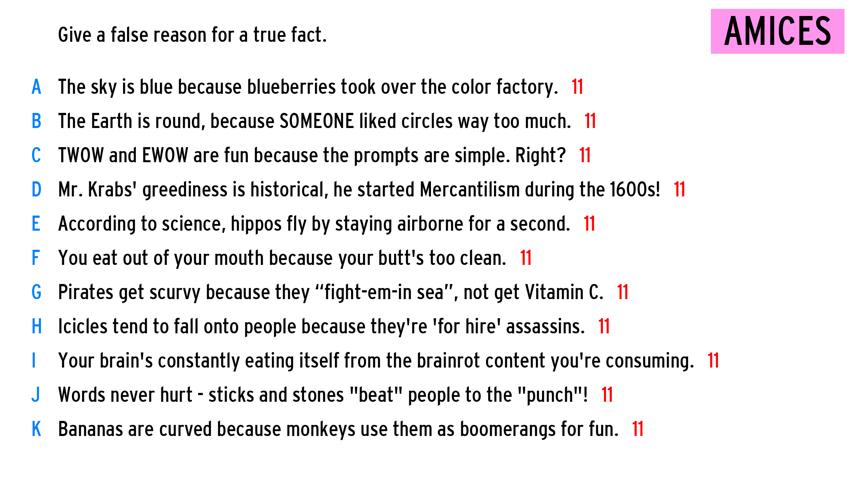 Give a false reason for a true fact.
AMICES
A The sky is blue because blueberries took over the color factory. 11
B The Earth is round, because SOMEONE liked circles way too much. 11
C TWOW and EWOW are fun because the prompts are simple. Right? 11
D Mr. Krabs' greediness is historical, he started Mercantilism during the 1600s! 11
E According to science, hippos fly by staying airborne for a second. 11
F You eat out of your mouth because your butt's too clean. 11
G Pirates get scurvy because they “fight-em-in sea”, not get Vitamin C. 11
H Icicles tend to fall onto people because they're 'for hire' assassins. 11
I Your brain's constantly eating itself from the brainrot content you're consuming. 11
J Words never hurt - sticks and stones "beat" people to the "punch"! 11
K Bananas are curved because monkeys use them as boomerangs for fun. 11